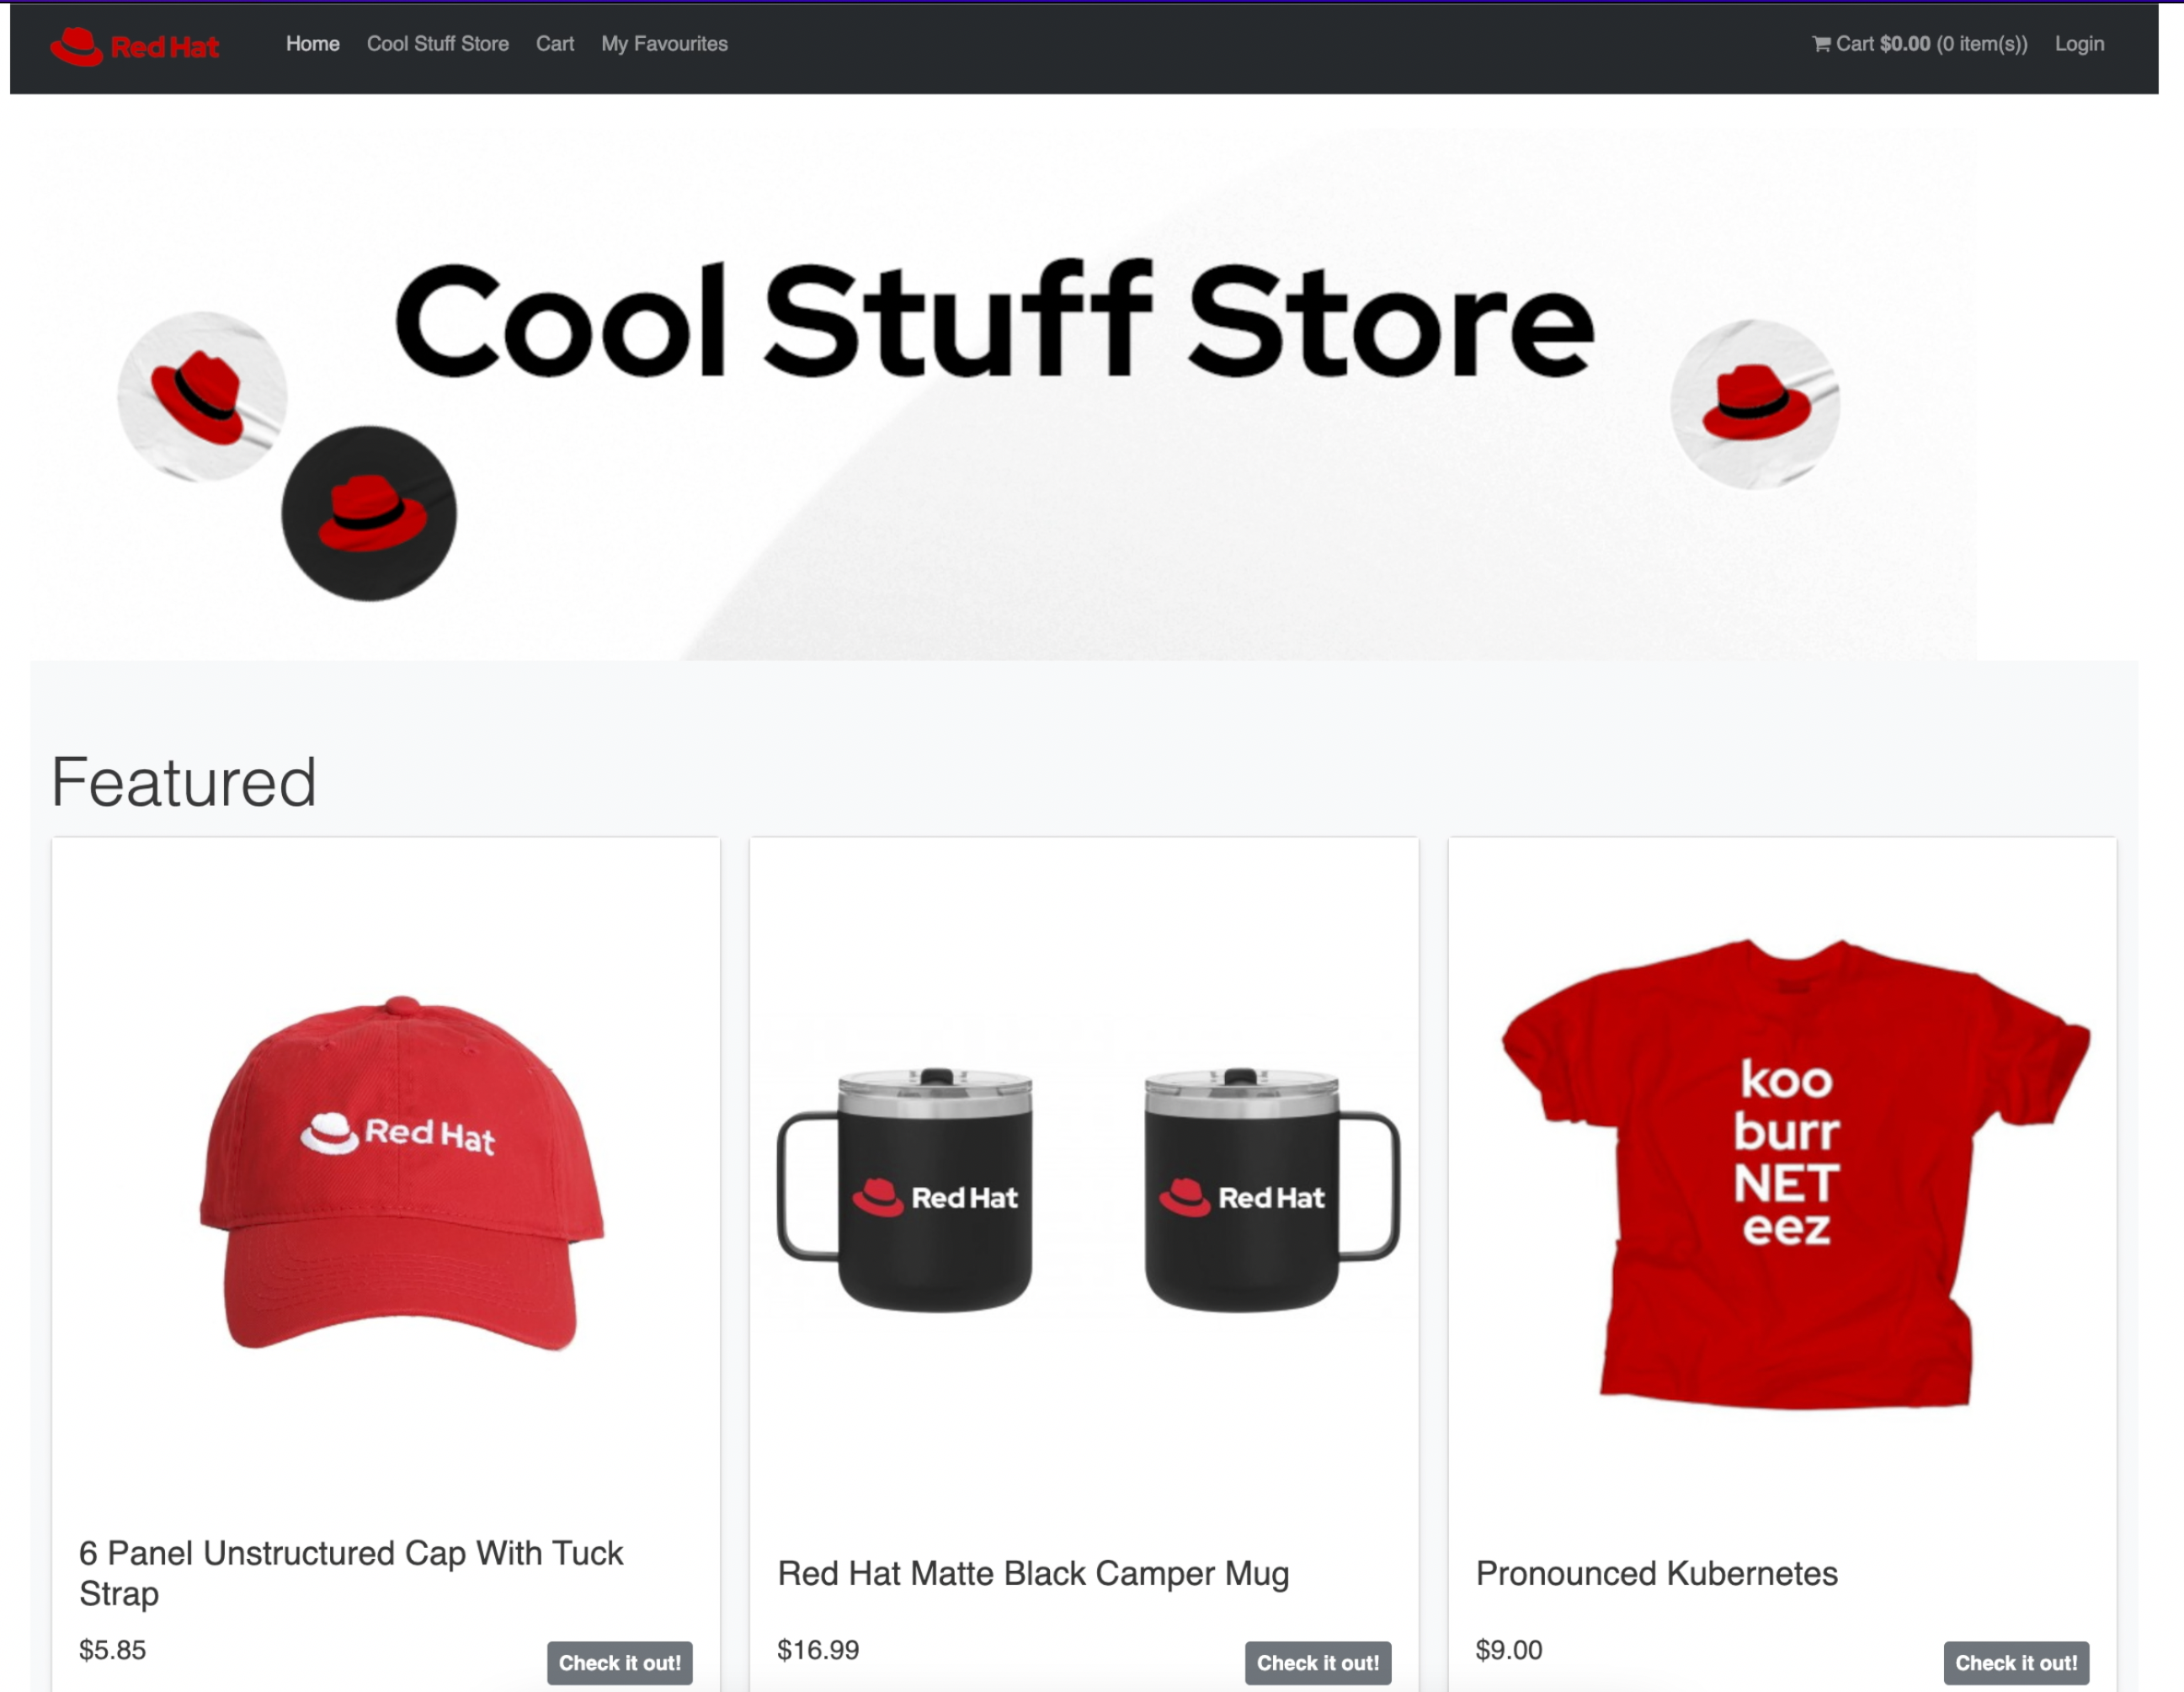 Red Hat
Home Cool Stuff Store Cart My Favourites
Cart $0.00 (0 item(s)) Login
Cool Stuff Store
Featured
Red Hat
Red Hat
Red Hat
koo
burr
NET
eez
6 Panel Unstructured Cap With Tuck
Strap
$5.85
Check it out!
Red Hat Matte Black Camper Mug
$16.99
Check it out!
Pronounced Kubernetes
$9.00
Check it out!